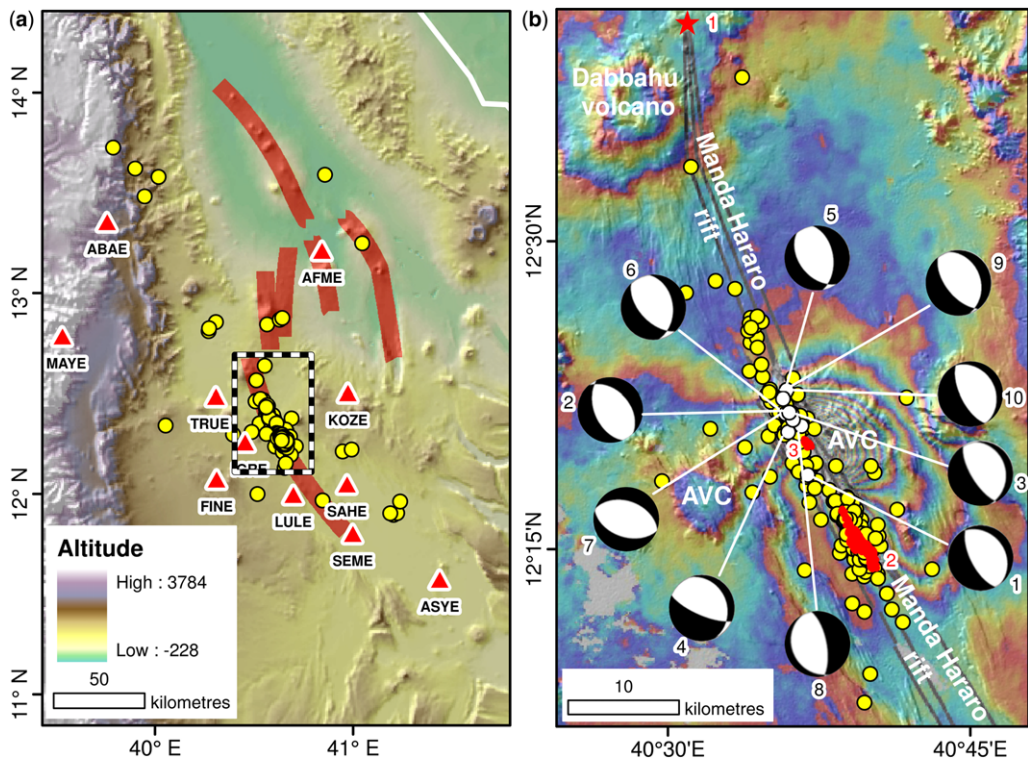 (a)
14° N
13° N
12° N
11° N
40° E
41° E
ABAE
MAYE
AFME
TRUE
KOZE
FINE
LULE
SAHE
SEME
ASYE
Altitude
High : 3784
Low : -228
50
kilometres
(b)
1
Dabbahu
volcano
Manda Hararo
rift
12°30'N
12°15'N
5
6
9
2
10
3
AVC
AVC
3
7
2
1
4
8
Manda Hararo
rift
10
kilometres
40°30'E
40°45'E